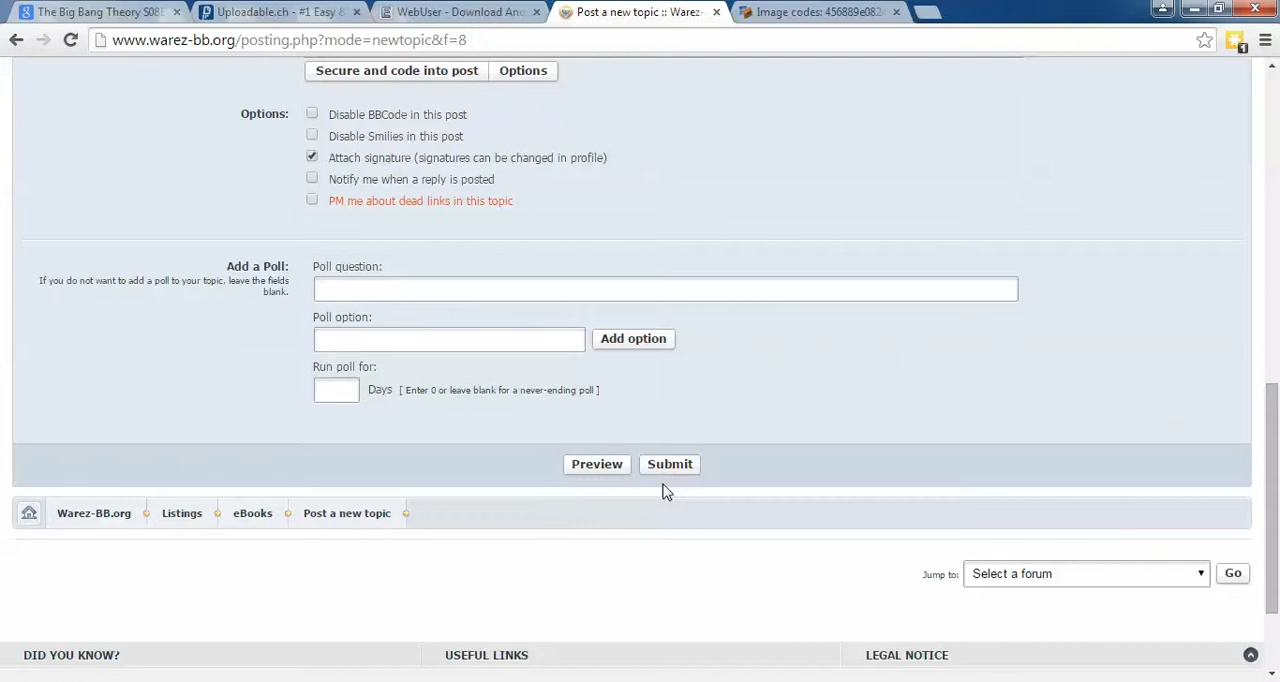 The Big Bang Theory S08E
Uploadable.ch - #1 Easy &
WebUser - Download And
Post a new topic :: Warez-
Image codes: 456889e082
www.warez-bb.org/posting.php?mode=newtopic&f=8
1
Secure and code into post
Options
Options:
Disable BBCode in this post
Disable Smilies in this post
Attach signature (signatures can be changed in profile)
Notify me when a reply is posted
PM me about dead links in this topic
Add a Poll:
If you do not want to add a poll to your topic, leave the fields
blank.
Poll question:
Poll option:
Add option
Run poll for:
Days [ Enter 0 or leave blank for a never-ending poll ]
Preview
Submit
Warez-BB.org
Listings
eBooks
Post a new topic
Jump to:
Select a forum
Go
DID YOU KNOW?
USEFUL LINKS
LEGAL NOTICE